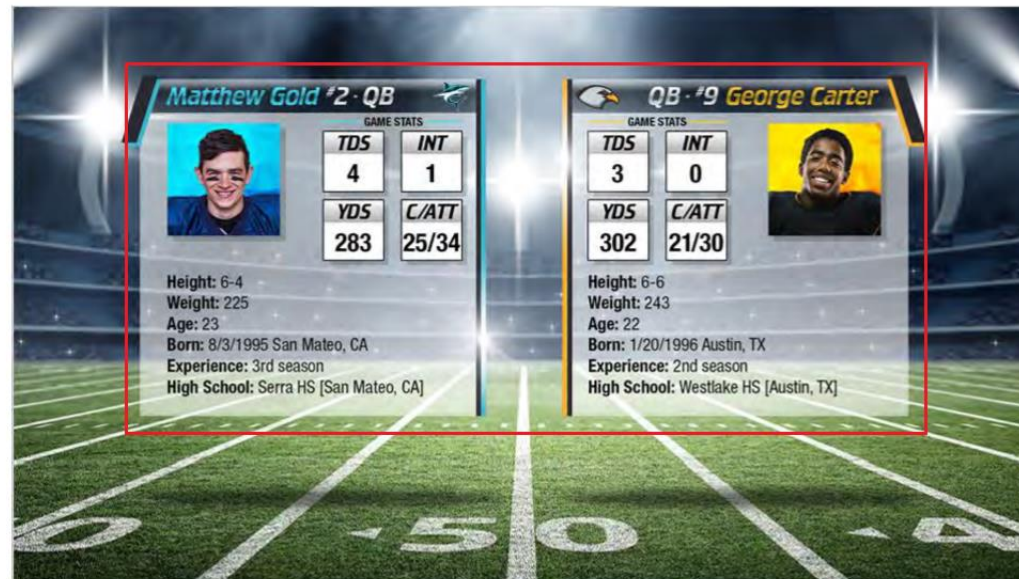 Matthew Gold #2 - QB
GAME STATS
TDS INT
4 1
YDS C/ATT
283 25/34
Height: 6-4
Weight: 225
Age: 23
Born: 8/3/1995 San Mateo, CA
Experience: 3rd season
High School: Serra HS [San Mateo, CA]
QB - #9 George Carter
GAME STATS
TDS INT
3 0
YDS C/ATT
302 21/30
Height: 6-6
Weight: 243
Age: 22
Born: 1/20/1996 Austin, TX
Experience: 2nd season
High School: Westlake HS [Austin, TX]
50